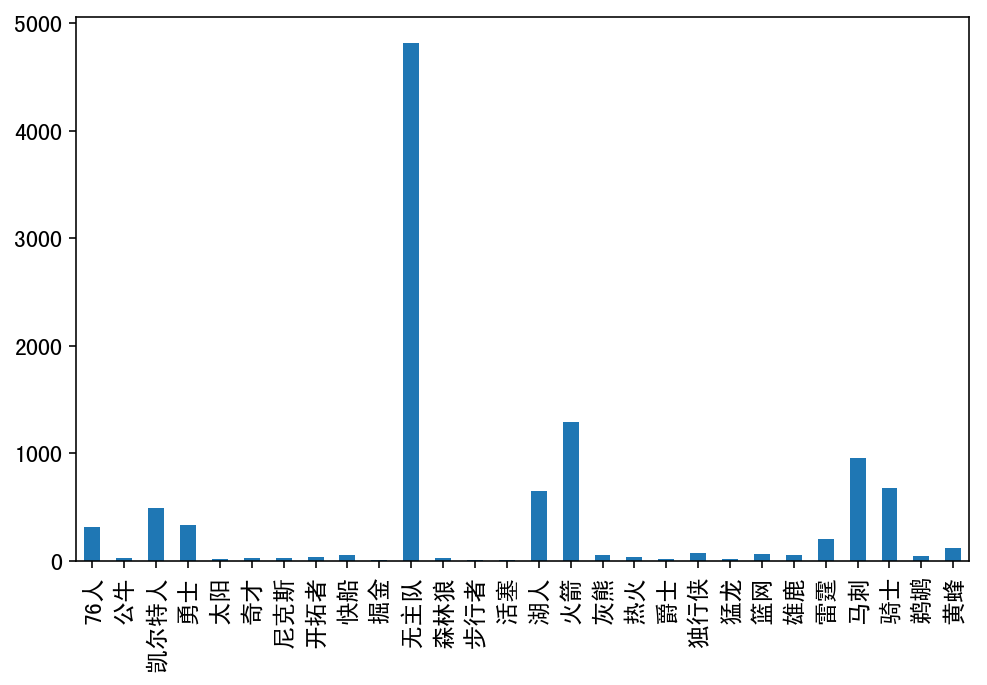 5000
4000
3000
2000
1000
0
76人
公牛
凯尔特人
勇士
太阳
奇才
尼克斯
开拓者
快船
掘金
无主队
森林狼
步行者
活塞
湖人
火箭
灰熊
热火
爵士
独行侠
猛龙
篮网
雄鹿
雷霆
马刺
骑士
鹈鹕
黄蜂